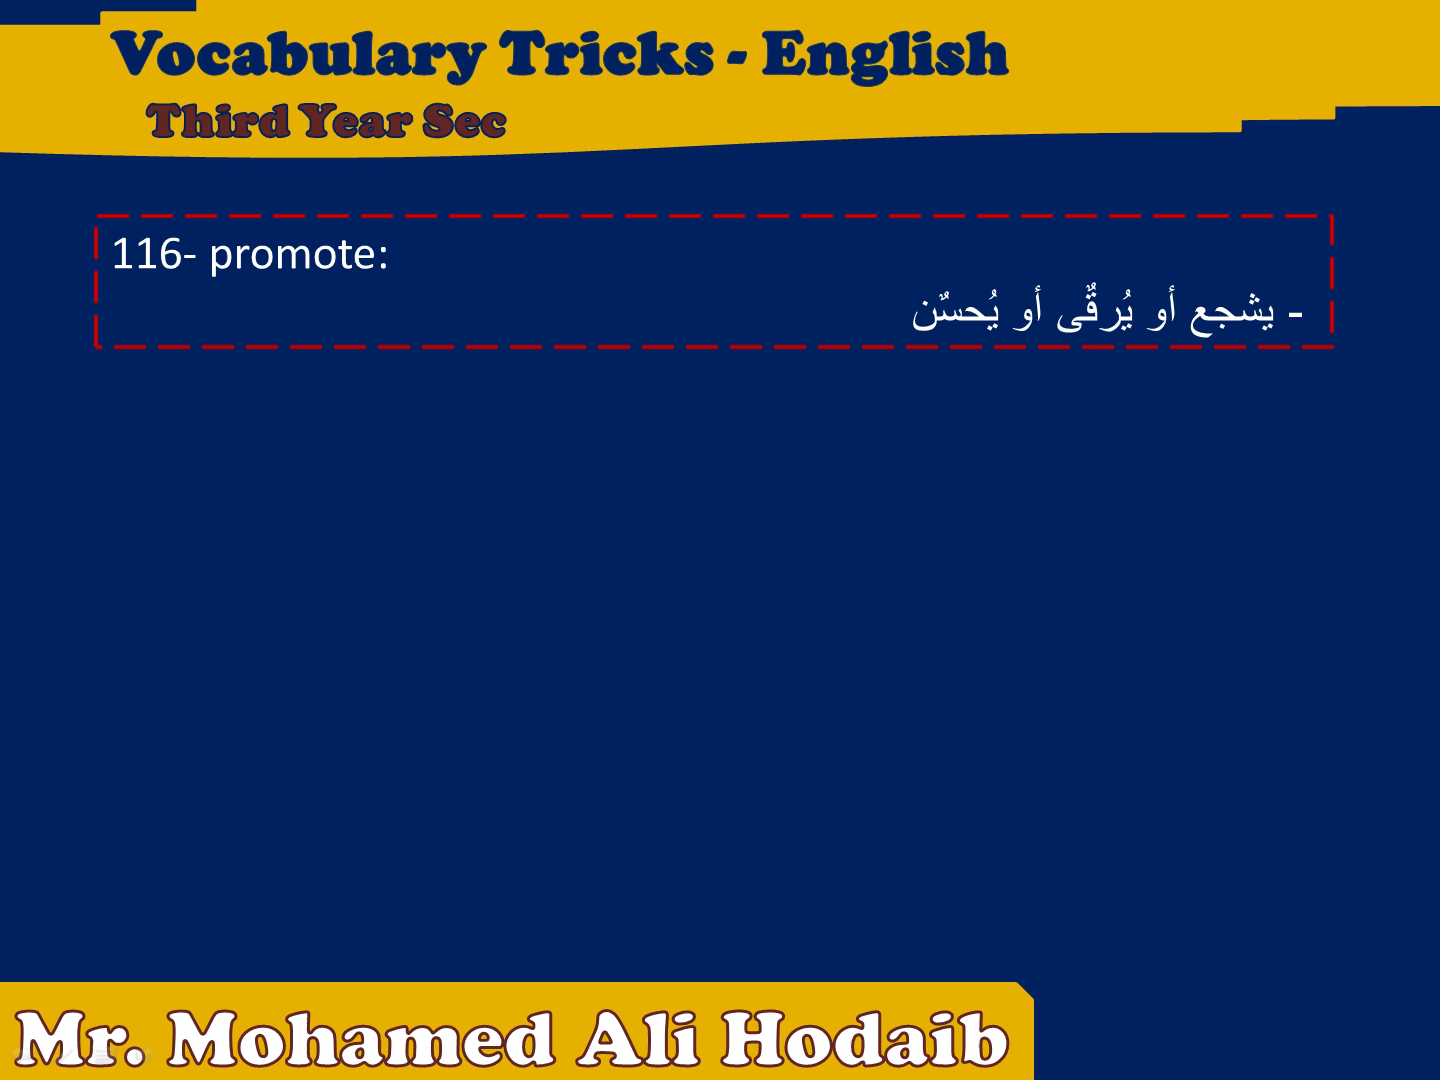 Vocabulary Tricks - English
Third Year Sec
116- promote:
- يشجع أو يُرقٌى أو يُحسٌن
Mr. Mohamed Ali Hodaib